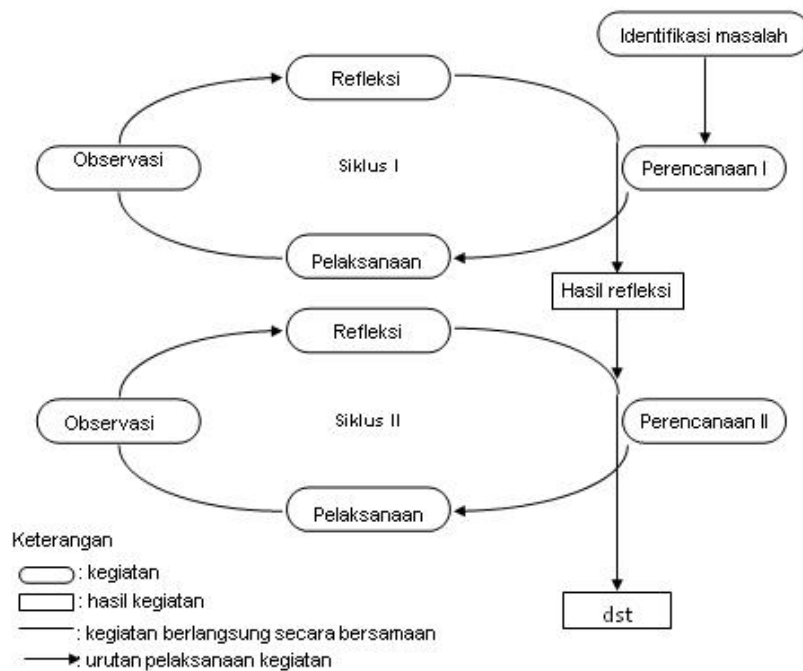 Identifikasi masalah
Refleksi
Observasi
Siklus I
Perencanaan I
Pelaksanaan
Hasil refleksi
Refleksi
Observasi
Siklus II
Perencanaan II
Pelaksanaan
Keterangan
: kegiatan
: hasil kegiatan
: kegiatan berlangsung secara bersamaan
: urutan pelaksanaan kegiatan
dst